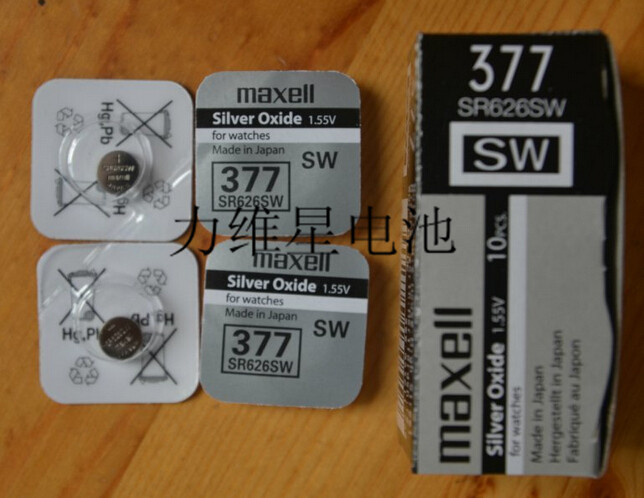 Hg,Pb
maxell
Silver Oxide 1.55V
for watches
Made in Japan
SW
377
SR626SW
力维星电池
maxell
Silver Oxide 1.55V
for watches
Made in Japan
SW
377
SR626SW
377
SR626SW
SW
maxell
Silver Oxide 1.55V 10PCS.
for watches
Made in Japan
Hergestellt in Japan
Fabriqué au Japon